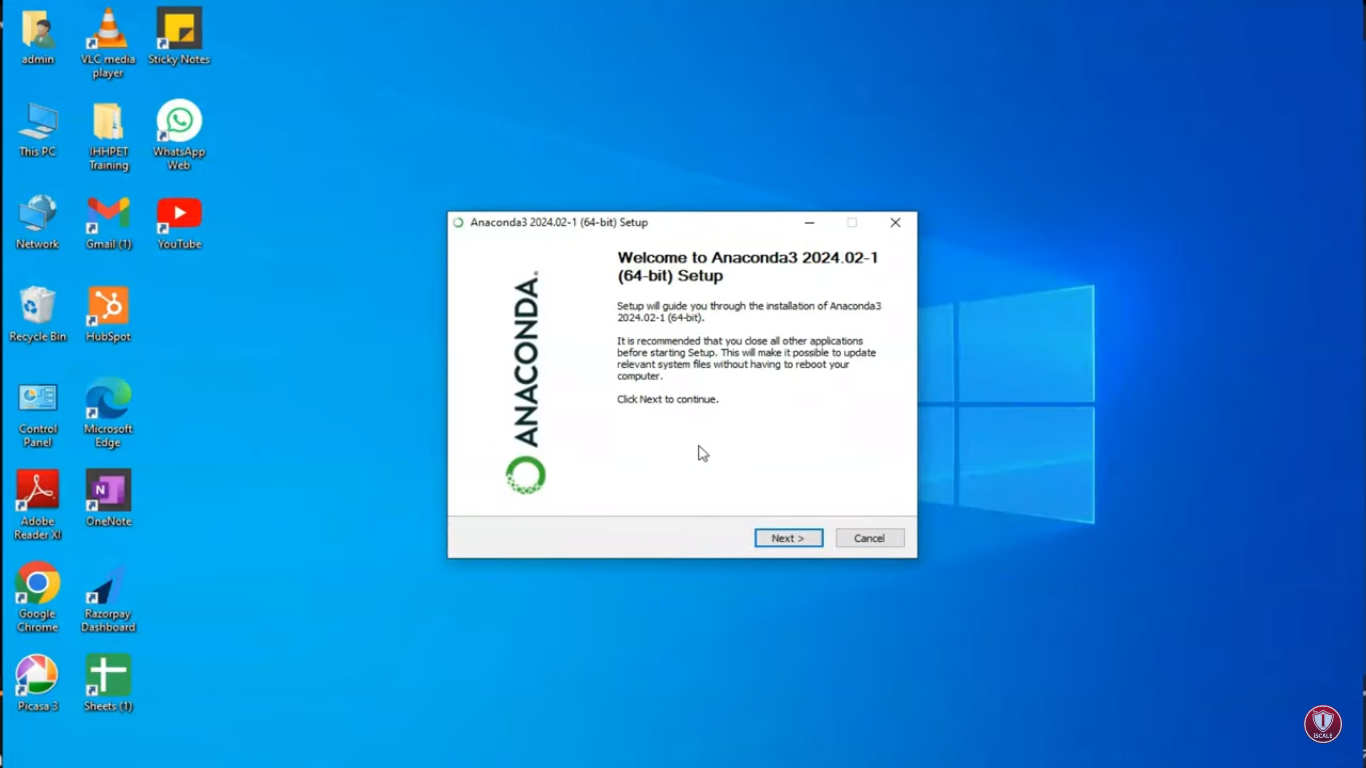 admin
VLC media
player
Sticky Notes
This PC
IHHPET
Training
WhatsApp
Web
Network
Gmail (1)
YouTube
Recycle Bin
HubSpot
Control
Panel
Microsoft
Edge
Adobe
Reader XI
OneNote
Google
Chrome
Razorpay
Dashboard
Picasa 3
Sheets (1)
Anaconda3 2024.02-1 (64-bit) Setup
ANACONDA.
Welcome to Anaconda3 2024.02-1
(64-bit) Setup
Setup will guide you through the installation of Anaconda3
2024.02-1 (64-bit).
It is recommended that you close all other applications
before starting Setup. This will make it possible to update
relevant system files without having to reboot your
computer.
Click Next to continue.
Next >
Cancel
ISCALE